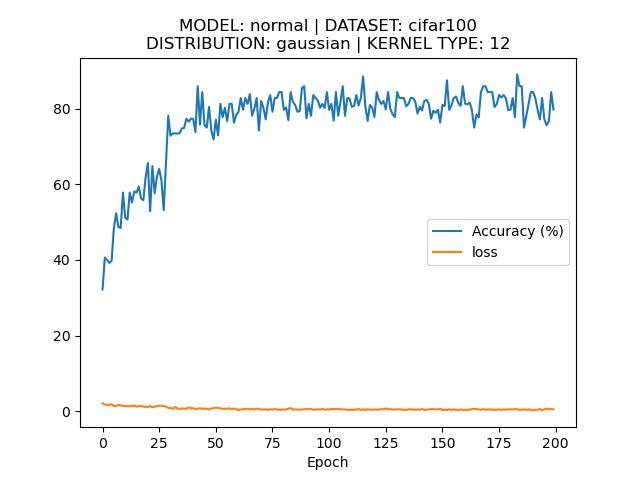 MODEL: normal | DATASET: cifar100
DISTRIBUTION: gaussian | KERNEL TYPE: 12
80
60
40
20
0
Accuracy (%)
loss
0 25 50 75 100 125 150 175 200
Epoch